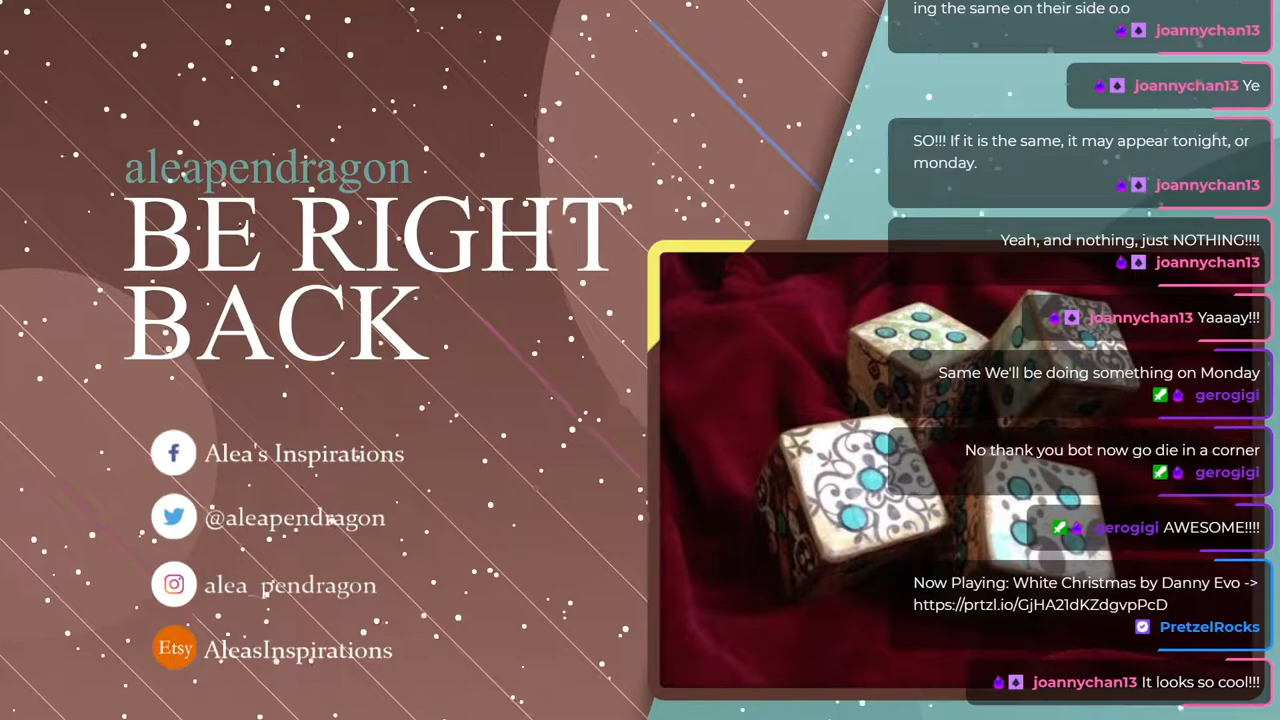 aleapendragon
BE RIGHT
BACK
f Alea's Inspirations
@aleapendragon
alea_pendragon
Etsy AleasInspirations
ing the same on their side o.o
joannychan13
joannychan13 Ye
SO!!! If it is the same, it may appear tonight, or
monday.
joannychan13
Yeah, and nothing, just NOTHING!!!!
joannychan13
joannychan13 Yaaaay!!!
Same We'll be doing something on Monday
gerogigi
No thank you bot now go die in a corner
gerogigi
gerogigi AWESOME!!!!
Now Playing: White Christmas by Danny Evo ->
https://prtzl.io/GjHA21dKZdgvpPcD
PretzelRocks
joannychan13 It looks so cool!!!